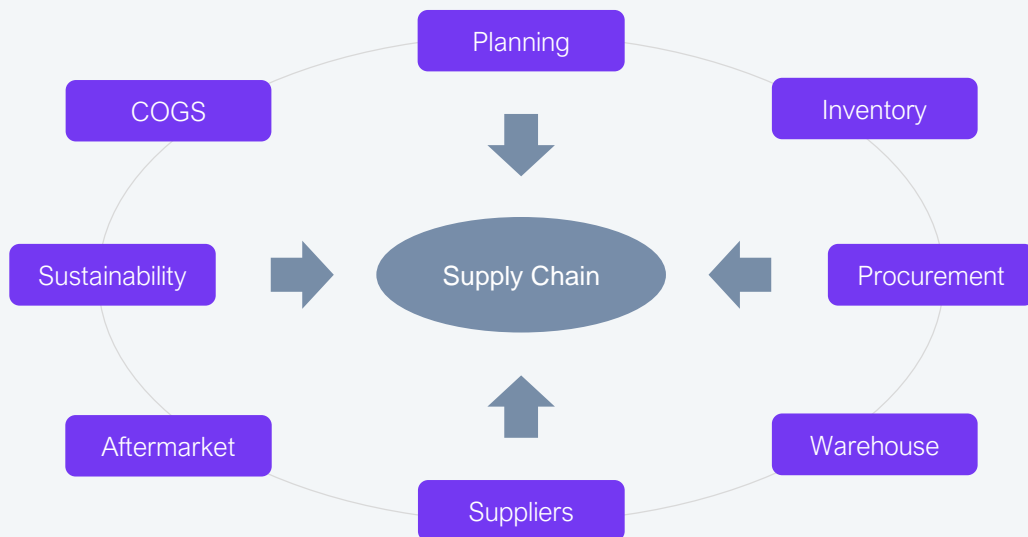 Planning
COGS
Inventory
Sustainability
Supply Chain
Procurement
Aftermarket
Warehouse
Suppliers